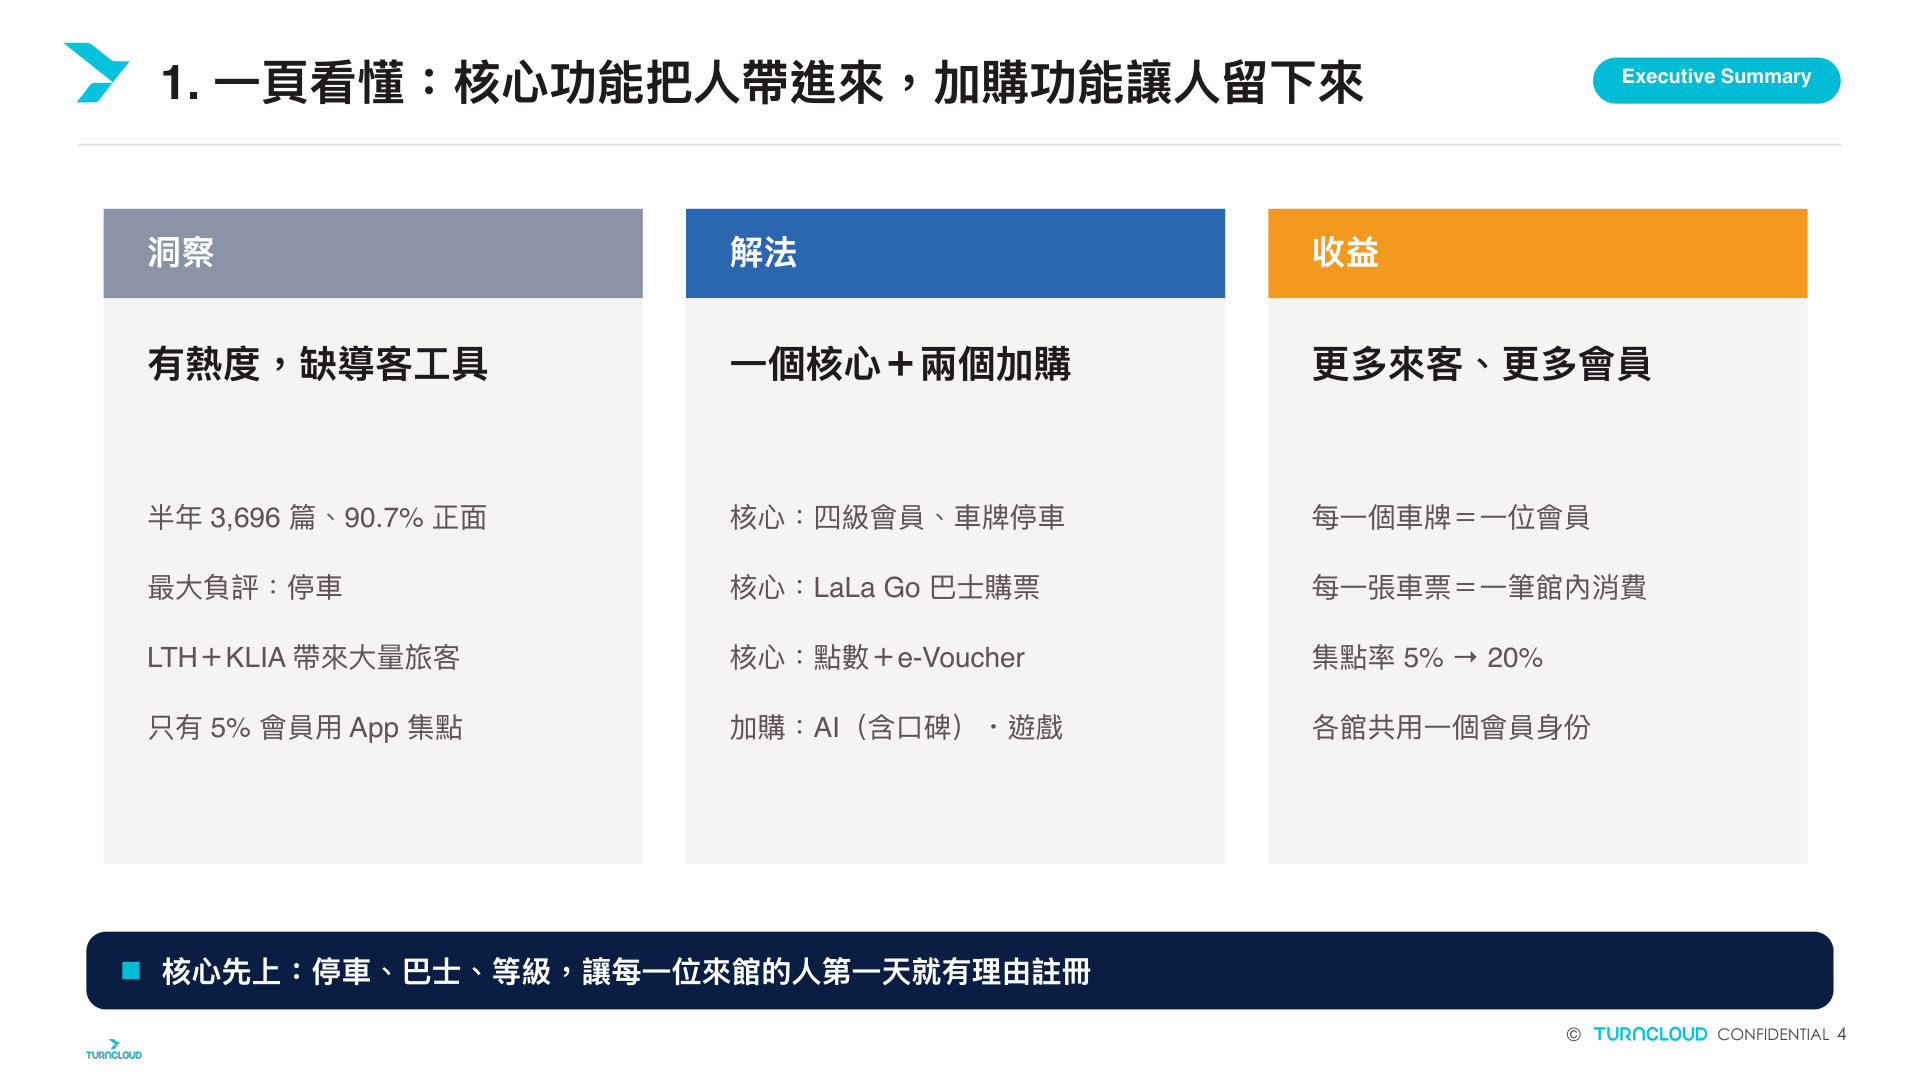 1. 一頁看懂：核心功能把人帶進來，加購功能讓人留下來
Executive Summary
洞察
有熱度，缺導客工具
半年 3,696 篇、90.7% 正面
最大負評：停車
LTH＋KLIA 帶來大量旅客
只有 5% 會員用 App 集點
解法
一個核心＋兩個加購
核心：四級會員、車牌停車
核心：LaLa Go 巴士購票
核心：點數＋e-Voucher
加購：AI（含口碑）・遊戲
收益
更多來客、更多會員
每一個車牌＝一位會員
每一張車票＝一筆館內消費
集點率 5% → 20%
各館共用一個會員身份
核心先上：停車、巴士、等級，讓每一位來館的人第一天就有理由註冊
TURNCLOUD
© TURNCLOUD CONFIDENTIAL 4